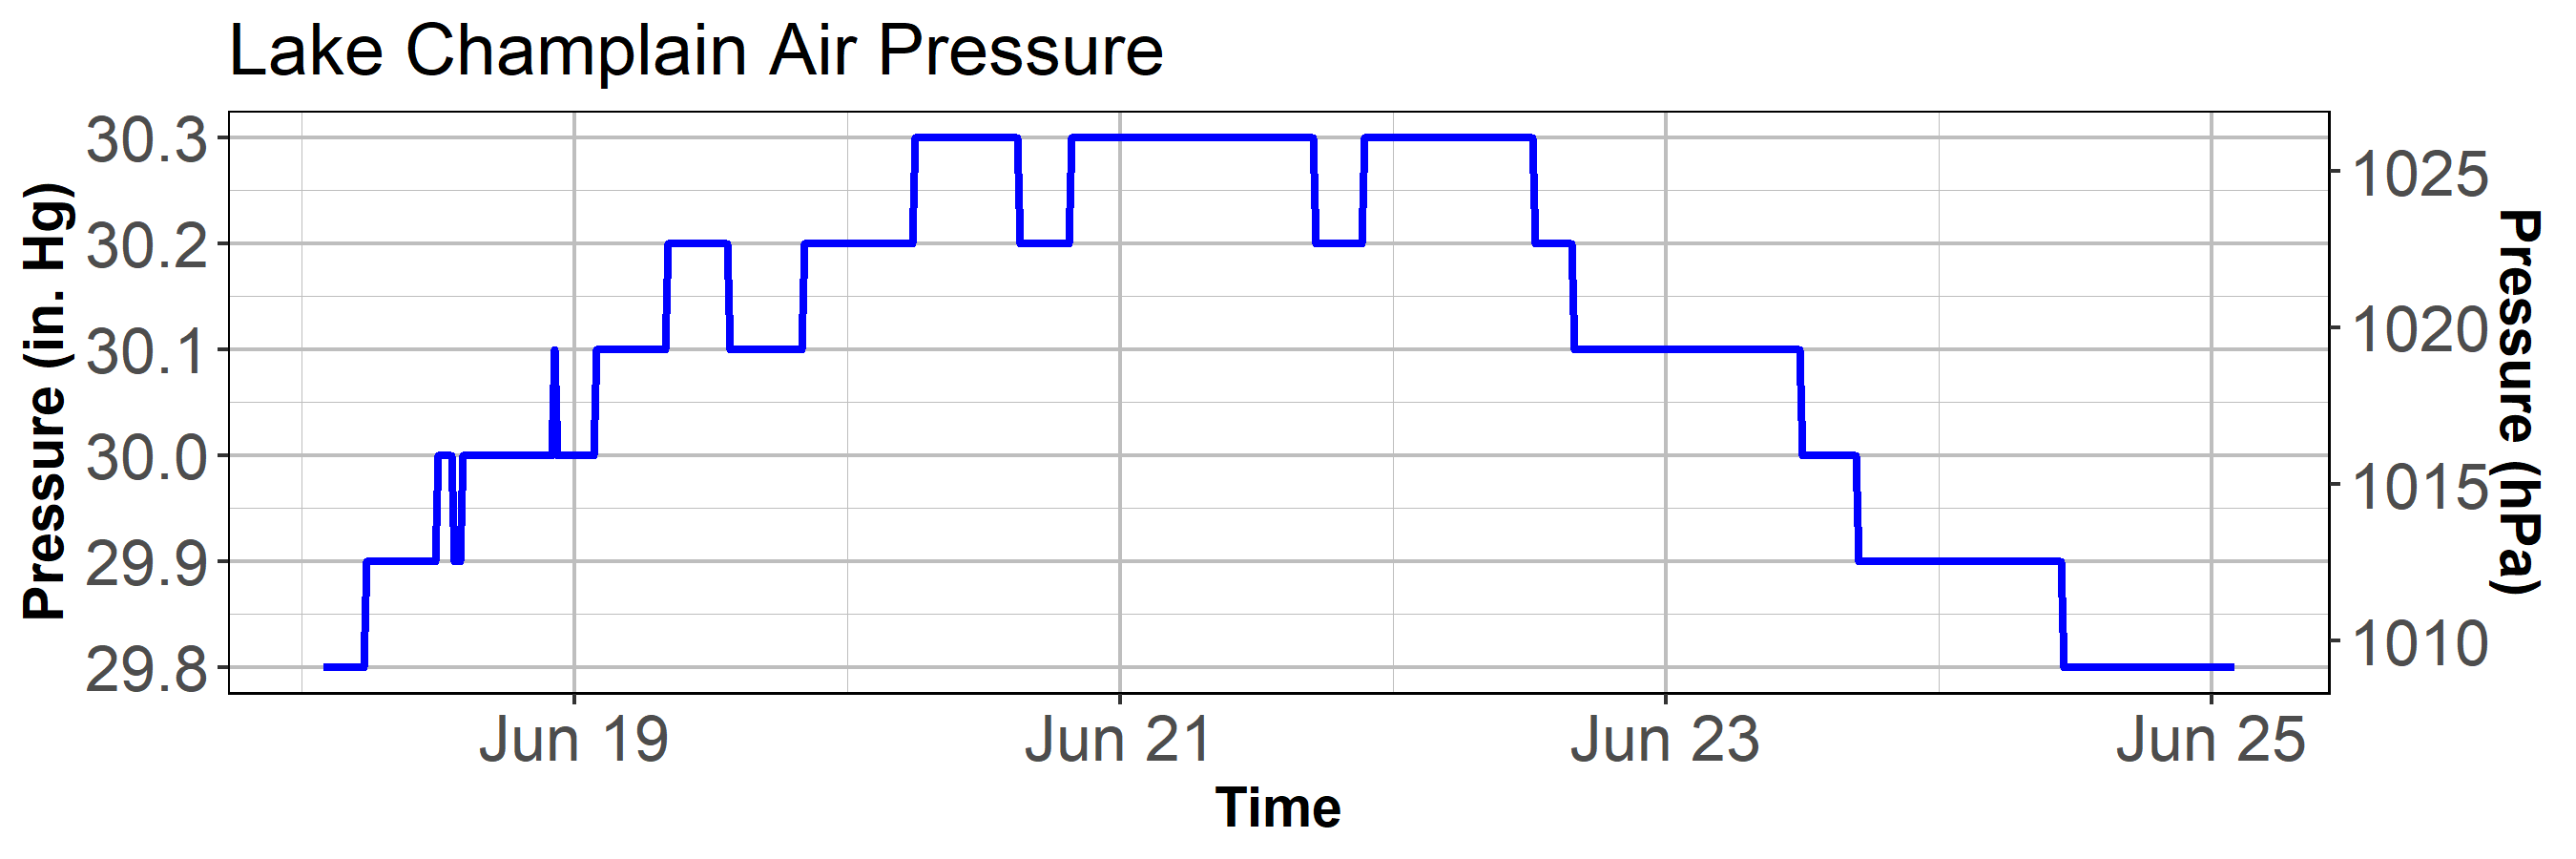 Lake Champlain Air Pressure
Pressure (in. Hg)
30.3
30.2
30.1
30.0
29.9
29.8
1025
1020
1015
1010
Pressure (hPa)
Jun 19
Jun 21
Jun 23
Jun 25
Time